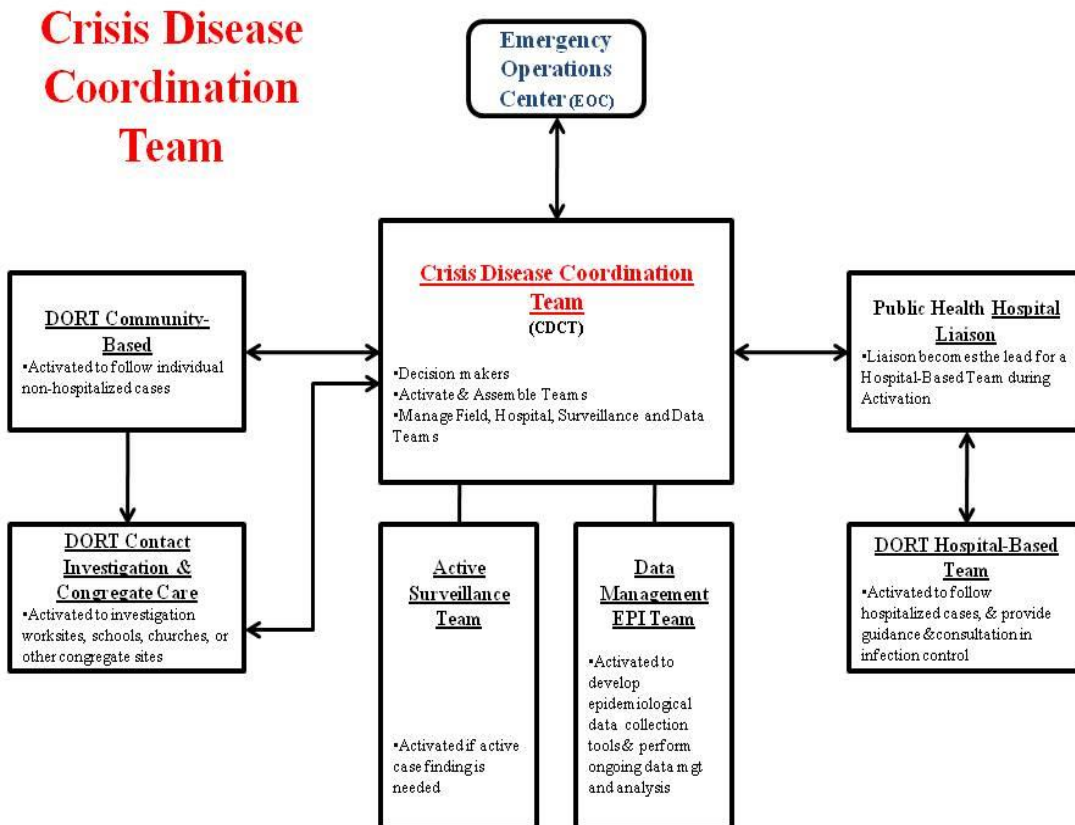 Crisis Disease
Coordination
Team
Emergency
Operations
Center (EOC)
Crisis Disease Coordination
Team
(CDCT)
•Decision makers
•Activate & Assemble Teams
•Manage Field, Hospital, Surveillance and Data
Teams
DORT Community-
Based
•Activated to follow individual
non-hospitalized cases
Public Health Hospital
Liaison
•Liaison becomes the lead for a
Hospital-Based Team during
Activation
DORT Contact
Investigation &
Congregate Care
•Activated to investigation
worksites, schools, churches, or
other congregate sites
Active
Surveillance
Team
•Activated if active
case finding is
needed
Data
Management
EPI Team
•Activated to
develop
epidemiological
data collection
tools & perform
ongoing data mgt
and analysis
DORT Hospital-Based
Team
•Activated to follow
hospitalized cases, & provide
guidance & consultation in
infection control